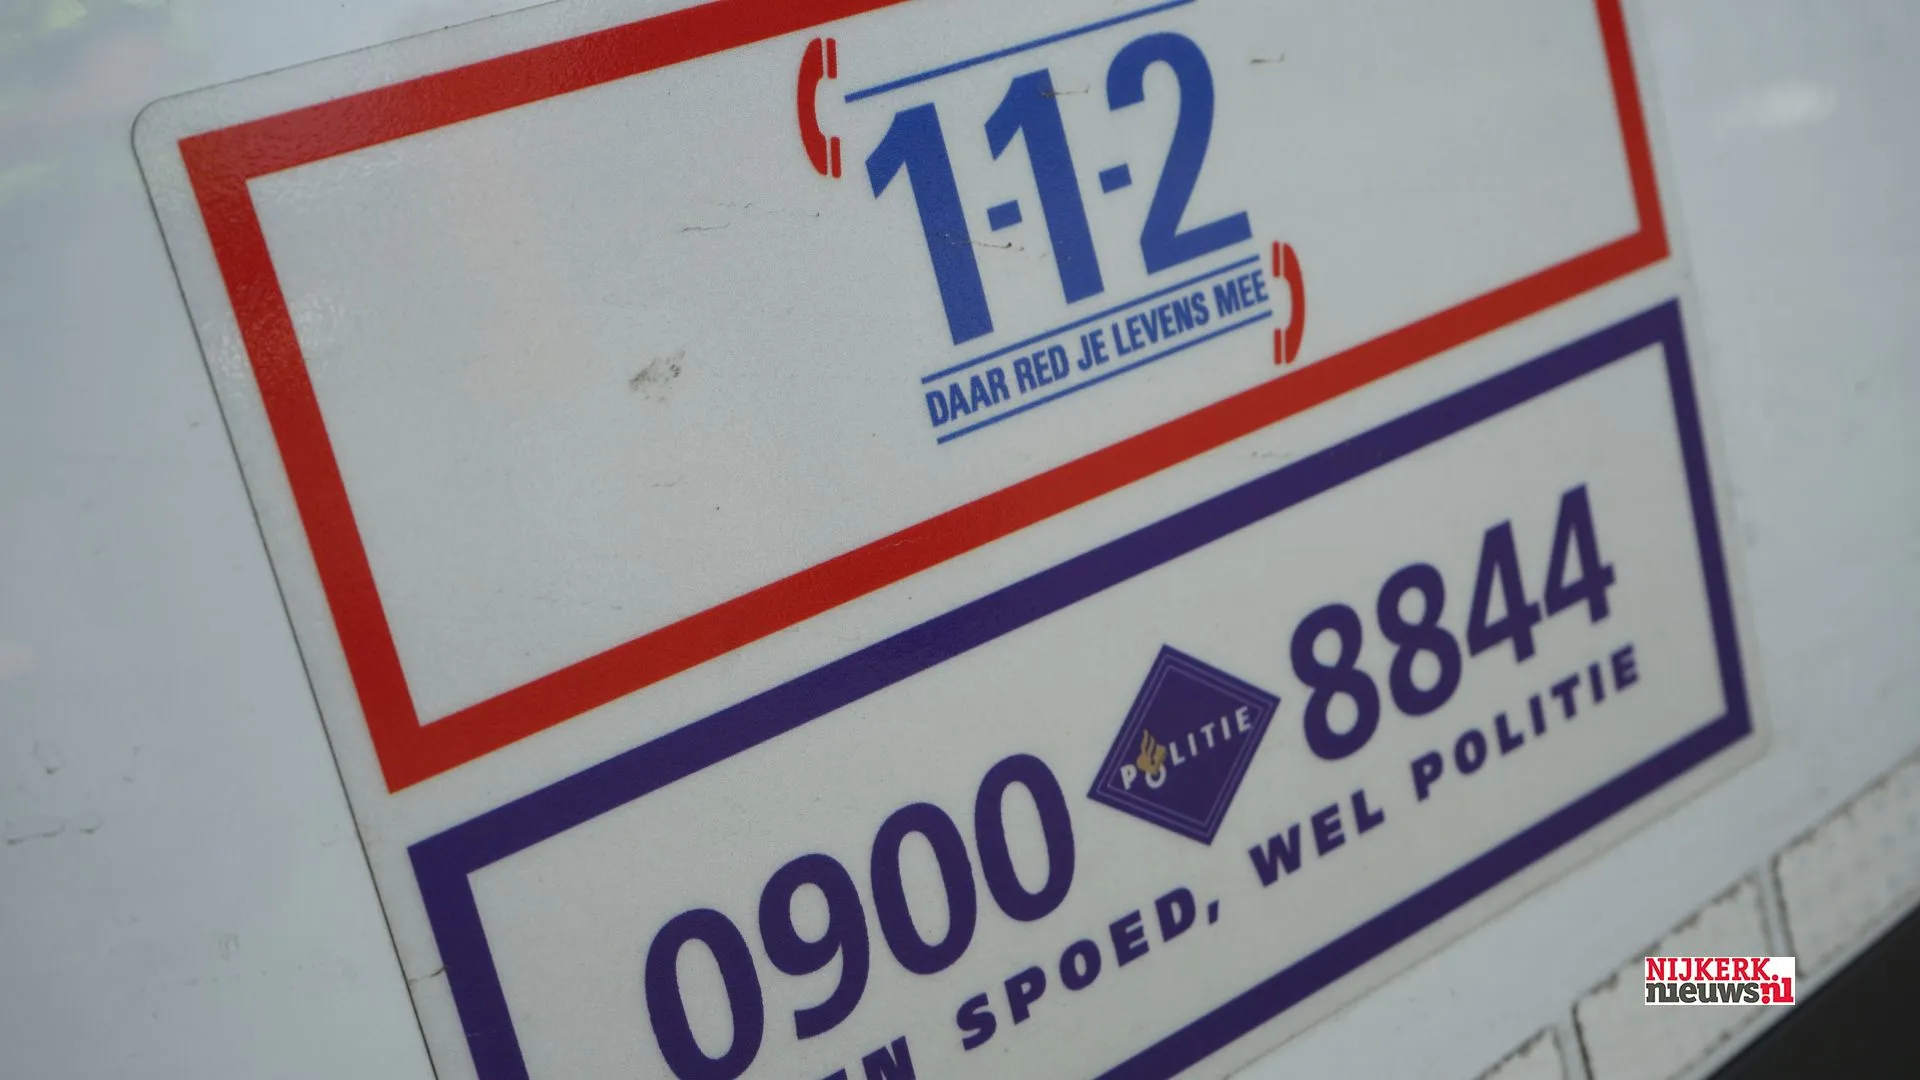 1-1-2
DAAR RED JE LEVENS MEE
0900 POLITIE 8844
SPOED, WEL POLITIE
NIJKERK.
nieuws.nl